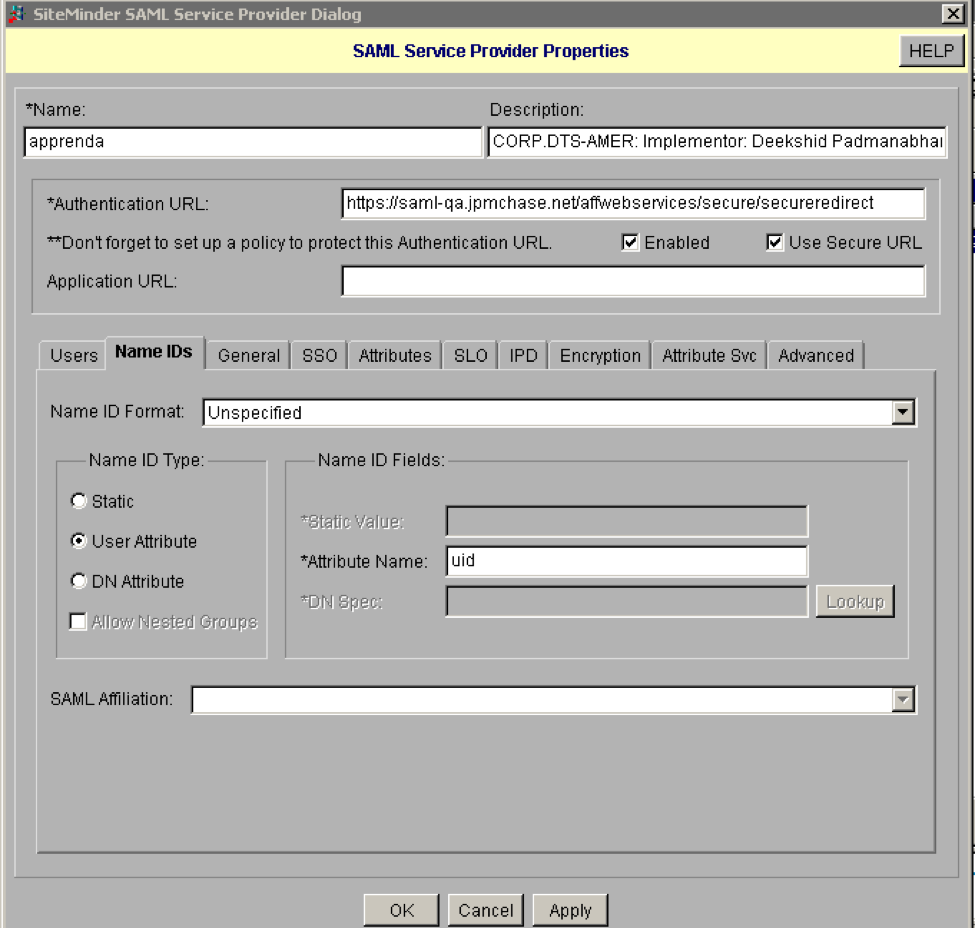 SiteMinder SAML Service Provider Dialog
SAML Service Provider Properties
HELP
*Name:
Description:
apprenda
CORP.DTS-AMER: Implementor: Deekshid Padmanabhan
*Authentication URL:
https://saml-qa.jpmchase.net/affwebservices/secure/secureredirect
**Don't forget to set up a policy to protect this Authentication URL.
Enabled
Use Secure URL
Application URL:
Users Name IDs General SSO Attributes SLO IPD Encryption Attribute Svc Advanced
Name ID Format: Unspecified
Name ID Type:
Static
User Attribute
DN Attribute
Allow Nested Groups
Name ID Fields:
*Static Value:
*Attribute Name: uid
*DN Spec: Lookup
SAML Affiliation:
OK Cancel Apply